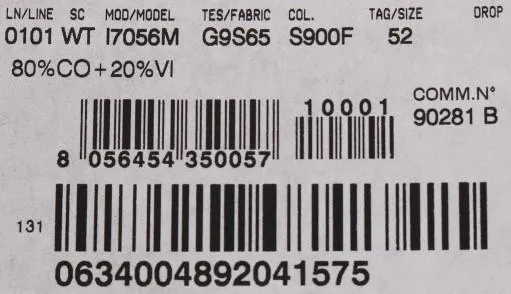 LN/LINE SC MOD/MODEL TES/FABRIC COL. TAG/SIZE DROP
0101 WT I7056M G9S65 S900F 52
80%CO+20%VI
10001
COMM.N°
90281 B
8 056454 350057
131
0634004892041575